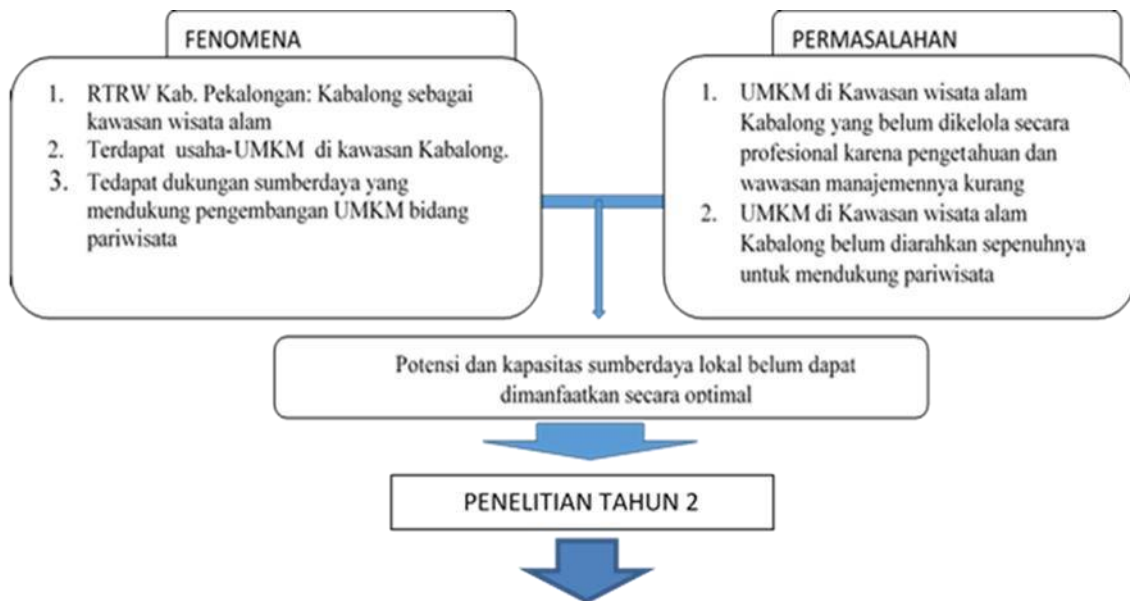 FENOMENA
1. RTRW Kab. Pekalongan: Kabalong sebagai
kawasan wisata alam
2. Terdapat usaha-UMKM di kawasan Kabalong.
3. Tedapat dukungan sumberdaya yang
mendukung pengembangan UMKM bidang
pariwisata
PERMASALAHAN
1. UMKM di Kawasan wisata alam
Kabalong yang belum dikelola secara
profesional karena pengetahuan dan
wawasan manajemennya kurang
2. UMKM di Kawasan wisata alam
Kabalong belum diarahkan sepenuhnya
untuk mendukung pariwisata
Potensi dan kapasitas sumberdaya lokal belum dapat
dimanfaatkan secara optimal
PENELITIAN TAHUN 2